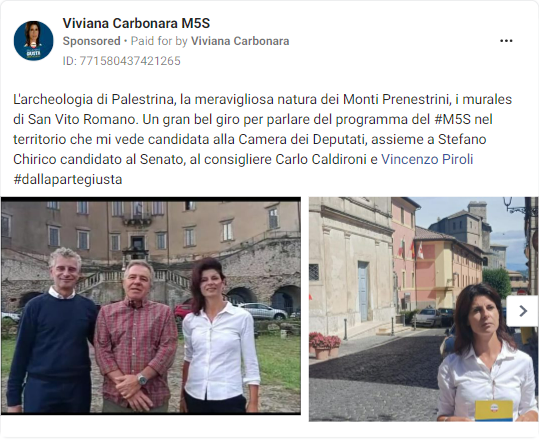 Viviana Carbonara M5S
Sponsored • Paid for by Viviana Carbonara
ID: 771580437421265
L'archeologia di Palestrina, la meravigliosa natura dei Monti Prenestrini, i murales
di San Vito Romano. Un gran bel giro per parlare del programma del #M5S nel
territorio che mi vede candidata alla Camera dei Deputati, assieme a Stefano
Chirico candidato al Senato, al consigliere Carlo Caldironi e Vincenzo Piroli
#dallapartegiusta